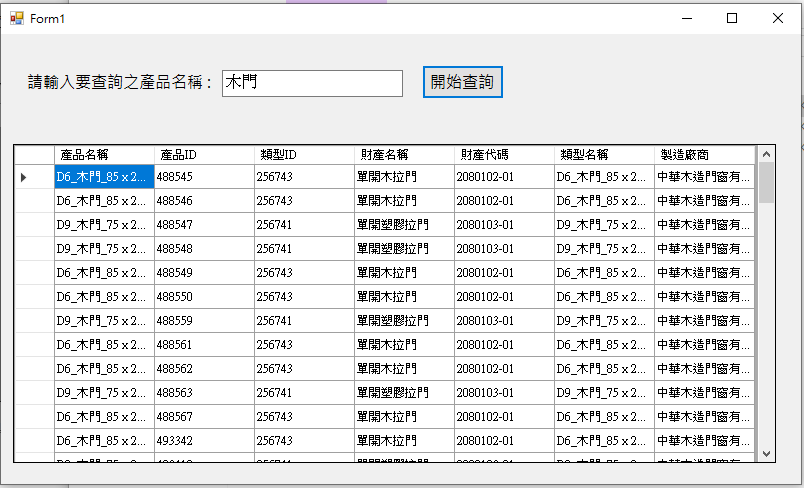 Form1
請輸入要查詢之產品名稱： 木門 開始查詢
產品名稱 產品ID 類型ID 財產名稱 財產代碼 類型名稱 製造廠商
D6_木門_85 x 2... 488545 256743 單開木拉門 2080102-01 D6_木門_85 x 2... 中華木造門窗有...
D6_木門_85 x 2... 488546 256743 單開木拉門 2080102-01 D6_木門_85 x 2... 中華木造門窗有...
D9_木門_75 x 2... 488547 256741 單開塑膠拉門 2080103-01 D9_木門_75 x 2... 中華木造門窗有...
D9_木門_75 x 2... 488548 256741 單開塑膠拉門 2080103-01 D9_木門_75 x 2... 中華木造門窗有...
D6_木門_85 x 2... 488549 256743 單開木拉門 2080102-01 D6_木門_85 x 2... 中華木造門窗有...
D6_木門_85 x 2... 488550 256743 單開木拉門 2080102-01 D6_木門_85 x 2... 中華木造門窗有...
D9_木門_75 x 2... 488559 256741 單開塑膠拉門 2080103-01 D9_木門_75 x 2... 中華木造門窗有...
D6_木門_85 x 2... 488561 256743 單開木拉門 2080102-01 D6_木門_85 x 2... 中華木造門窗有...
D6_木門_85 x 2... 488562 256743 單開木拉門 2080102-01 D6_木門_85 x 2... 中華木造門窗有...
D9_木門_75 x 2... 488563 256741 單開塑膠拉門 2080103-01 D9_木門_75 x 2... 中華木造門窗有...
D6_木門_85 x 2... 488567 256743 單開木拉門 2080102-01 D6_木門_85 x 2... 中華木造門窗有...
D6_木門_85 x 2... 493342 256743 單開木拉門 2080102-01 D6_木門_85 x 2... 中華木造門窗有...